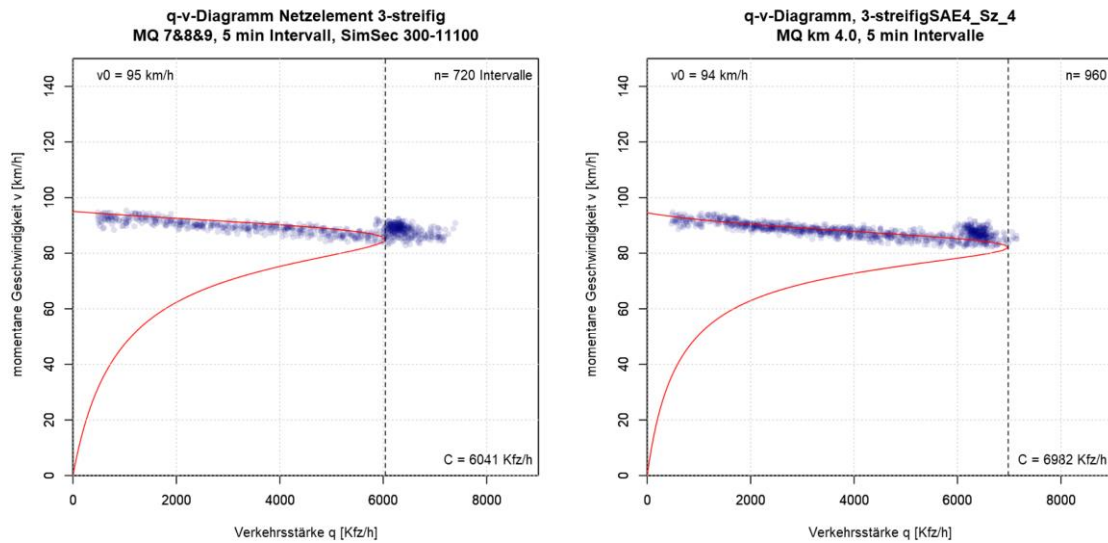 q-v-Diagramm Netzelement 3-streifig
MQ 7&8&9, 5 min Intervall, SimSec 300-11100
v0 = 95 km/h
n= 720 Intervalle
140
120
100
80
60
40
20
0
momentane Geschwindigkeit v [km/h]
C = 6041 Kfz/h
0 2000 4000 6000 8000
Verkehrsstärke q [Kfz/h]
q-v-Diagramm, 3-streifigSAE4_Sz_4
MQ km 4.0, 5 min Intervalle
v0 = 94 km/h
n= 960
140
120
100
80
60
40
20
0
momentane Geschwindigkeit v [km/h]
C = 6982 Kfz/h
0 2000 4000 6000 8000
Verkehrsstärke q [Kfz/h]